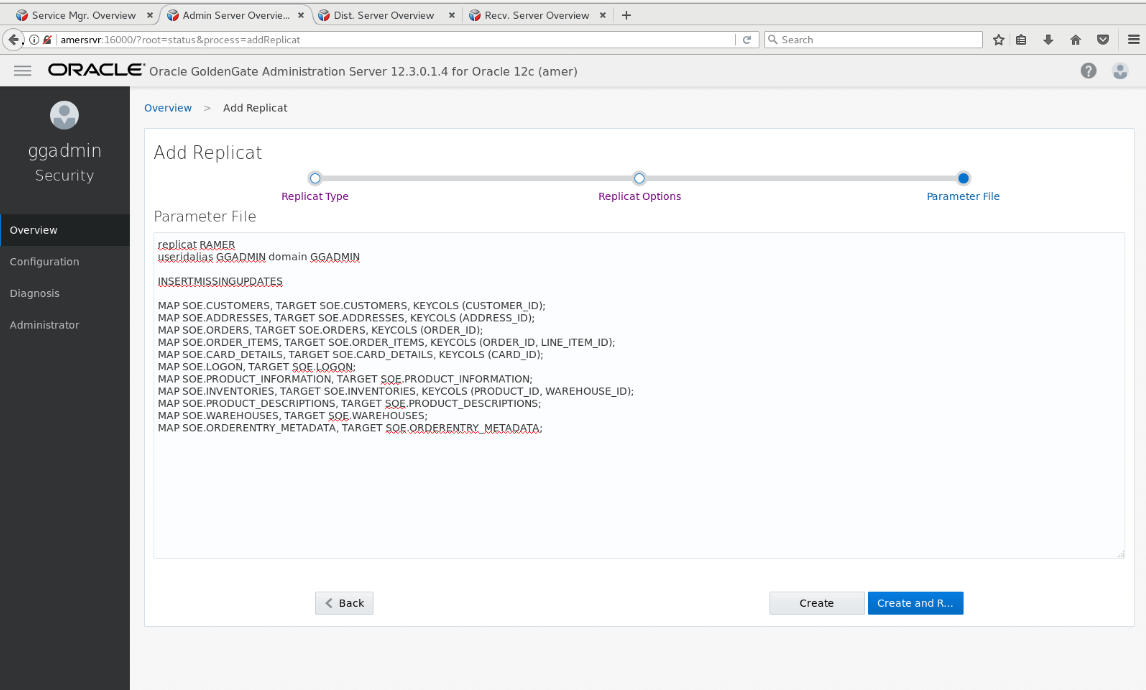 Service Mgr. Overview
Admin Server Overvie...
Dist. Server Overview
Recv. Server Overview
amersrvr:16000/?root=status&process=addReplicat
Search
ORACLE Oracle GoldenGate Administration Server 12.3.0.1.4 for Oracle 12c (amer)
ggadmin
Security
Overview
Configuration
Diagnosis
Administrator
Overview > Add Replicat
Add Replicat
Replicat Type
Replicat Options
Parameter File
Parameter File
replicat RAMER
useridalias GGADMIN domain GGADMIN
INSERTMISSINGUPDATES
MAP SOE.CUSTOMERS, TARGET SOE.CUSTOMERS, KEYCOLS (CUSTOMER_ID);
MAP SOE.ADDRESSES, TARGET SOE.ADDRESSES, KEYCOLS (ADDRESS_ID);
MAP SOE.ORDERS, TARGET SOE.ORDERS, KEYCOLS (ORDER_ID);
MAP SOE.ORDER_ITEMS, TARGET SOE.ORDER_ITEMS, KEYCOLS (ORDER_ID, LINE_ITEM_ID);
MAP SOE.CARD_DETAILS, TARGET SOE.CARD_DETAILS, KEYCOLS (CARD_ID);
MAP SOE.LOGON, TARGET SOE.LOGON;
MAP SOE.PRODUCT_INFORMATION, TARGET SOE.PRODUCT_INFORMATION;
MAP SOE.INVENTORIES, TARGET SOE.INVENTORIES, KEYCOLS (PRODUCT_ID, WAREHOUSE_ID);
MAP SOE.PRODUCT_DESCRIPTIONS, TARGET SOE.PRODUCT_DESCRIPTIONS;
MAP SOE.WAREHOUSES, TARGET SOE.WAREHOUSES;
MAP SOE.ORDERENTRY_METADATA, TARGET SOE.ORDERENTRY_METADATA;
Back
Create
Create and R...